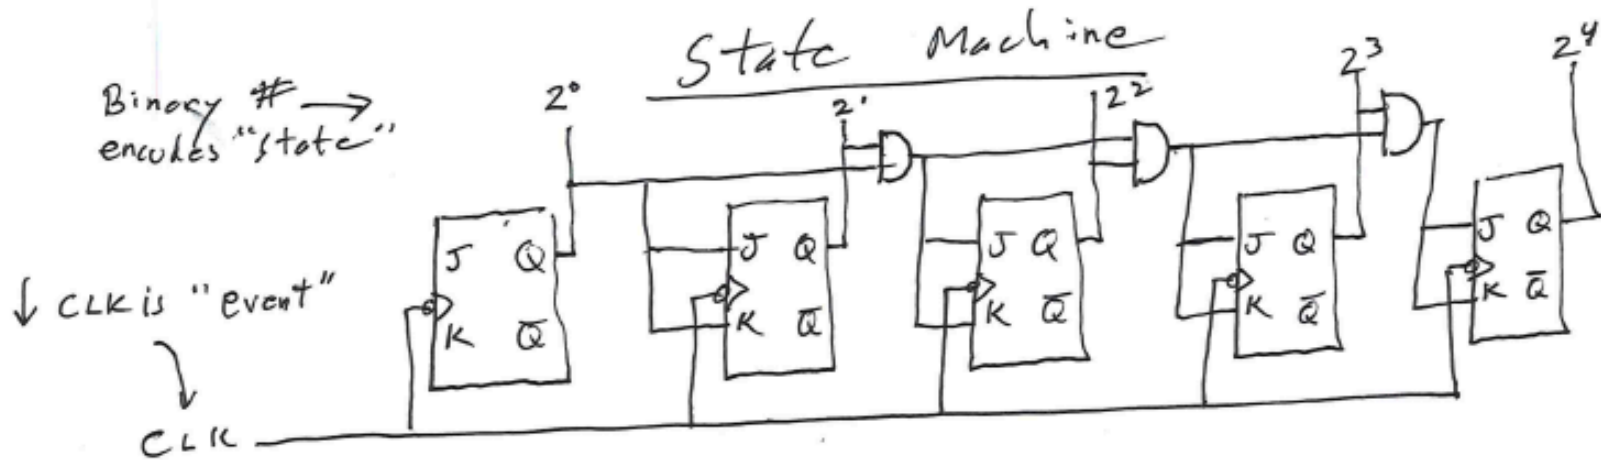 State Machine
Binary # →
encodes "state"
2⁰
2¹
2²
2³
2⁴
J Q
K Q̅
J Q
K Q̅
J Q
K Q̅
J Q
K Q̅
J Q
K Q̅
↓ CLK is "event"
CLK